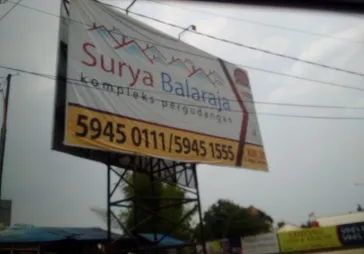 Surya Balaraja
kompleks pergudangan
5945 0111/5945 1555